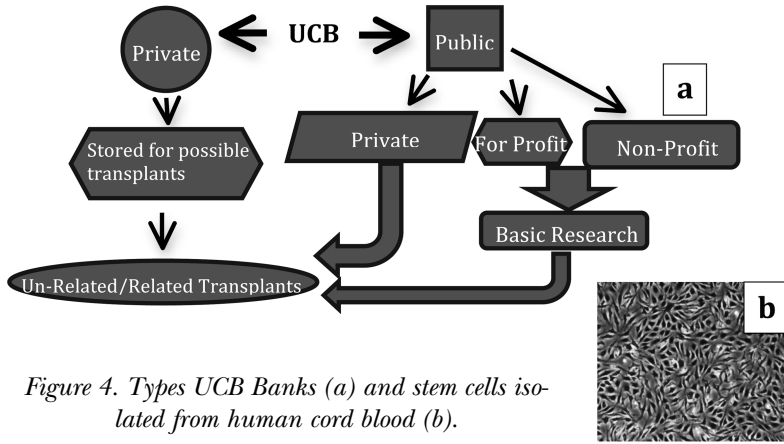 UCB
Private
Public
a
Stored for possible
transplants
Private
For Profit
Non-Profit
Basic Research
Un-Related/Related Transplants
b
Figure 4. Types UCB Banks (a) and stem cells iso-
lated from human cord blood (b).